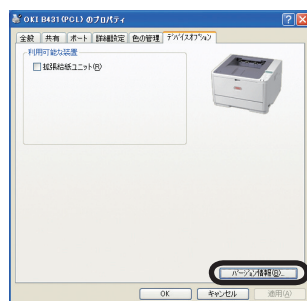 OKI B431(PCL) のプロパティ
全般 共有 ポート 詳細設定 色の管理 デバイスオプション
利用可能な装置
拡張給紙ユニット(P)
バージョン情報(B)...
OK キャンセル 適用(A)